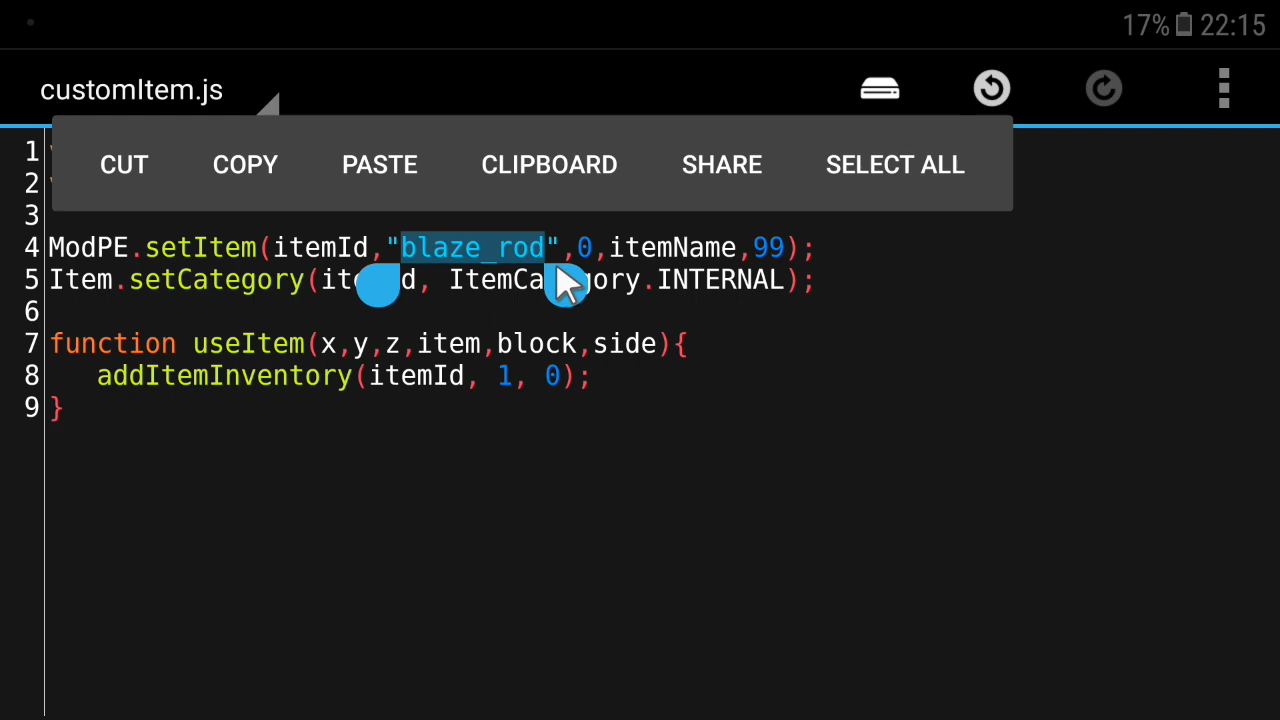 17% 22:15
customItem.js
CUT COPY PASTE CLIPBOARD SHARE SELECT ALL
1
2
3
4 ModPE.setItem(itemId,"blaze_rod",0,itemName,99);
5 Item.setCategory( d, ItemCa ory.INTERNAL);
6
7 function useItem(x,y,z,item,block,side){
8 addItemInventory(itemId, 1, 0);
9 }